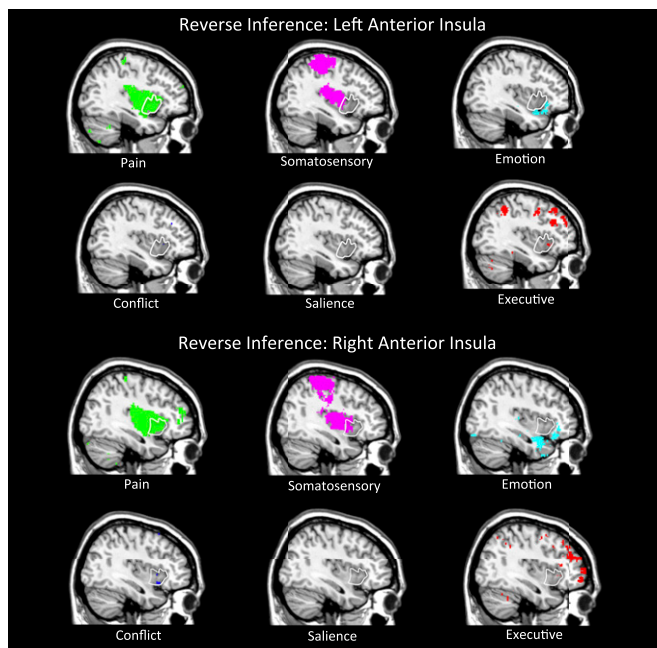 Reverse Inference: Left Anterior Insula
Pain
Somatosensory
Emotion
Conflict
Salience
Executive
Reverse Inference: Right Anterior Insula
Pain
Somatosensory
Emotion
Conflict
Salience
Executive